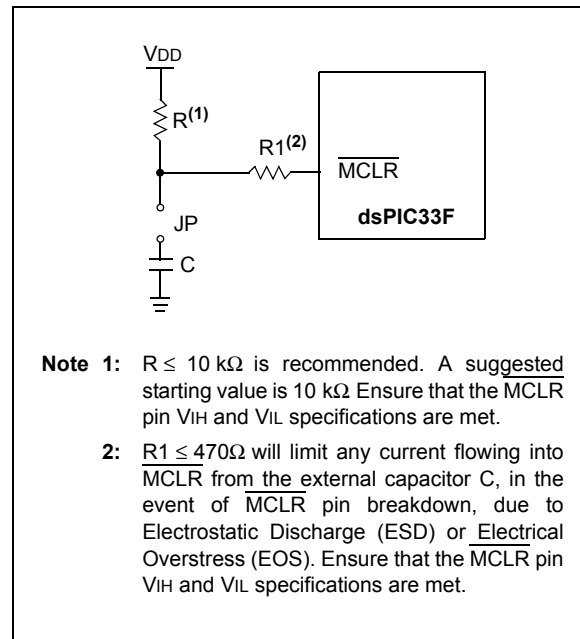 VDD
R(1)
R1(2)
MCLR
dsPIC33F
JP
C
Note 1: R ≤ 10 kΩ is recommended. A suggested
starting value is 10 kΩ Ensure that the MCLR
pin VIH and VIL specifications are met.
2: R1 ≤ 470Ω will limit any current flowing into
MCLR from the external capacitor C, in the
event of MCLR pin breakdown, due to
Electrostatic Discharge (ESD) or Electrical
Overstress (EOS). Ensure that the MCLR pin
VIH and VIL specifications are met.